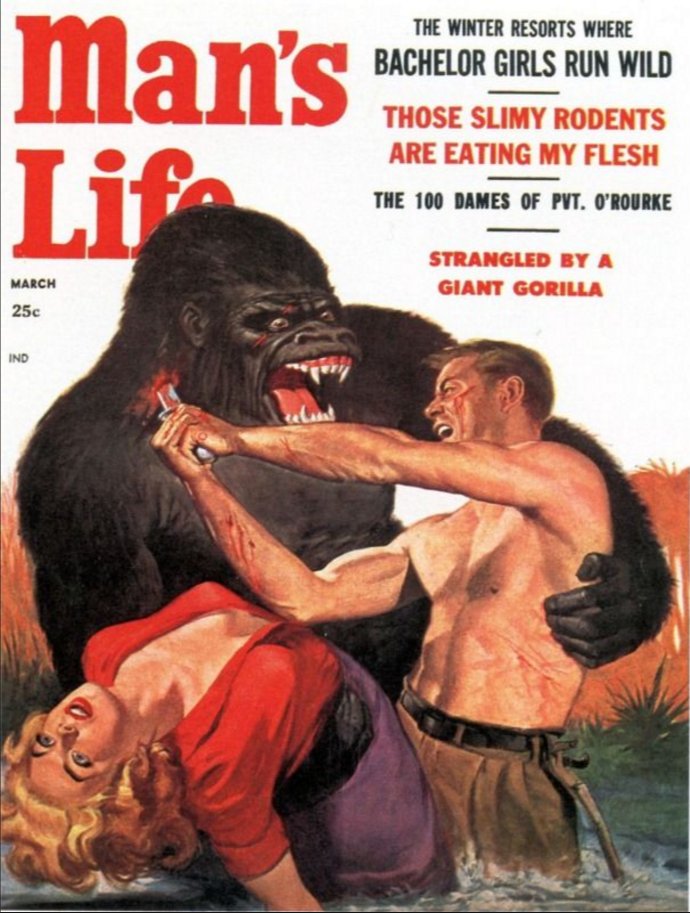 Man's
Life
MARCH
25c
IND
THE WINTER RESORTS WHERE
BACHELOR GIRLS RUN WILD
THOSE SLIMY RODENTS
ARE EATING MY FLESH
THE 100 DAMES OF PVT. O'ROURKE
STRANGLED BY A
GIANT GORILLA